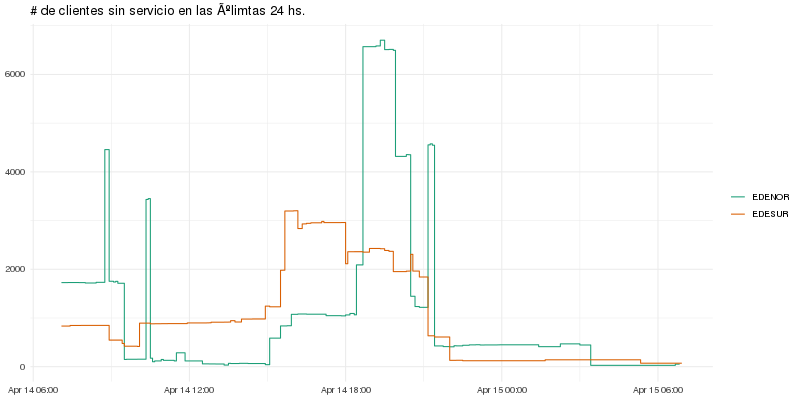 # de clientes sin servicio en las Ãºlimtas 24 hs.
6000
4000
2000
0
Apr 14 06:00
Apr 14 12:00
Apr 14 18:00
Apr 15 00:00
Apr 15 06:00
EDENOR
EDESUR